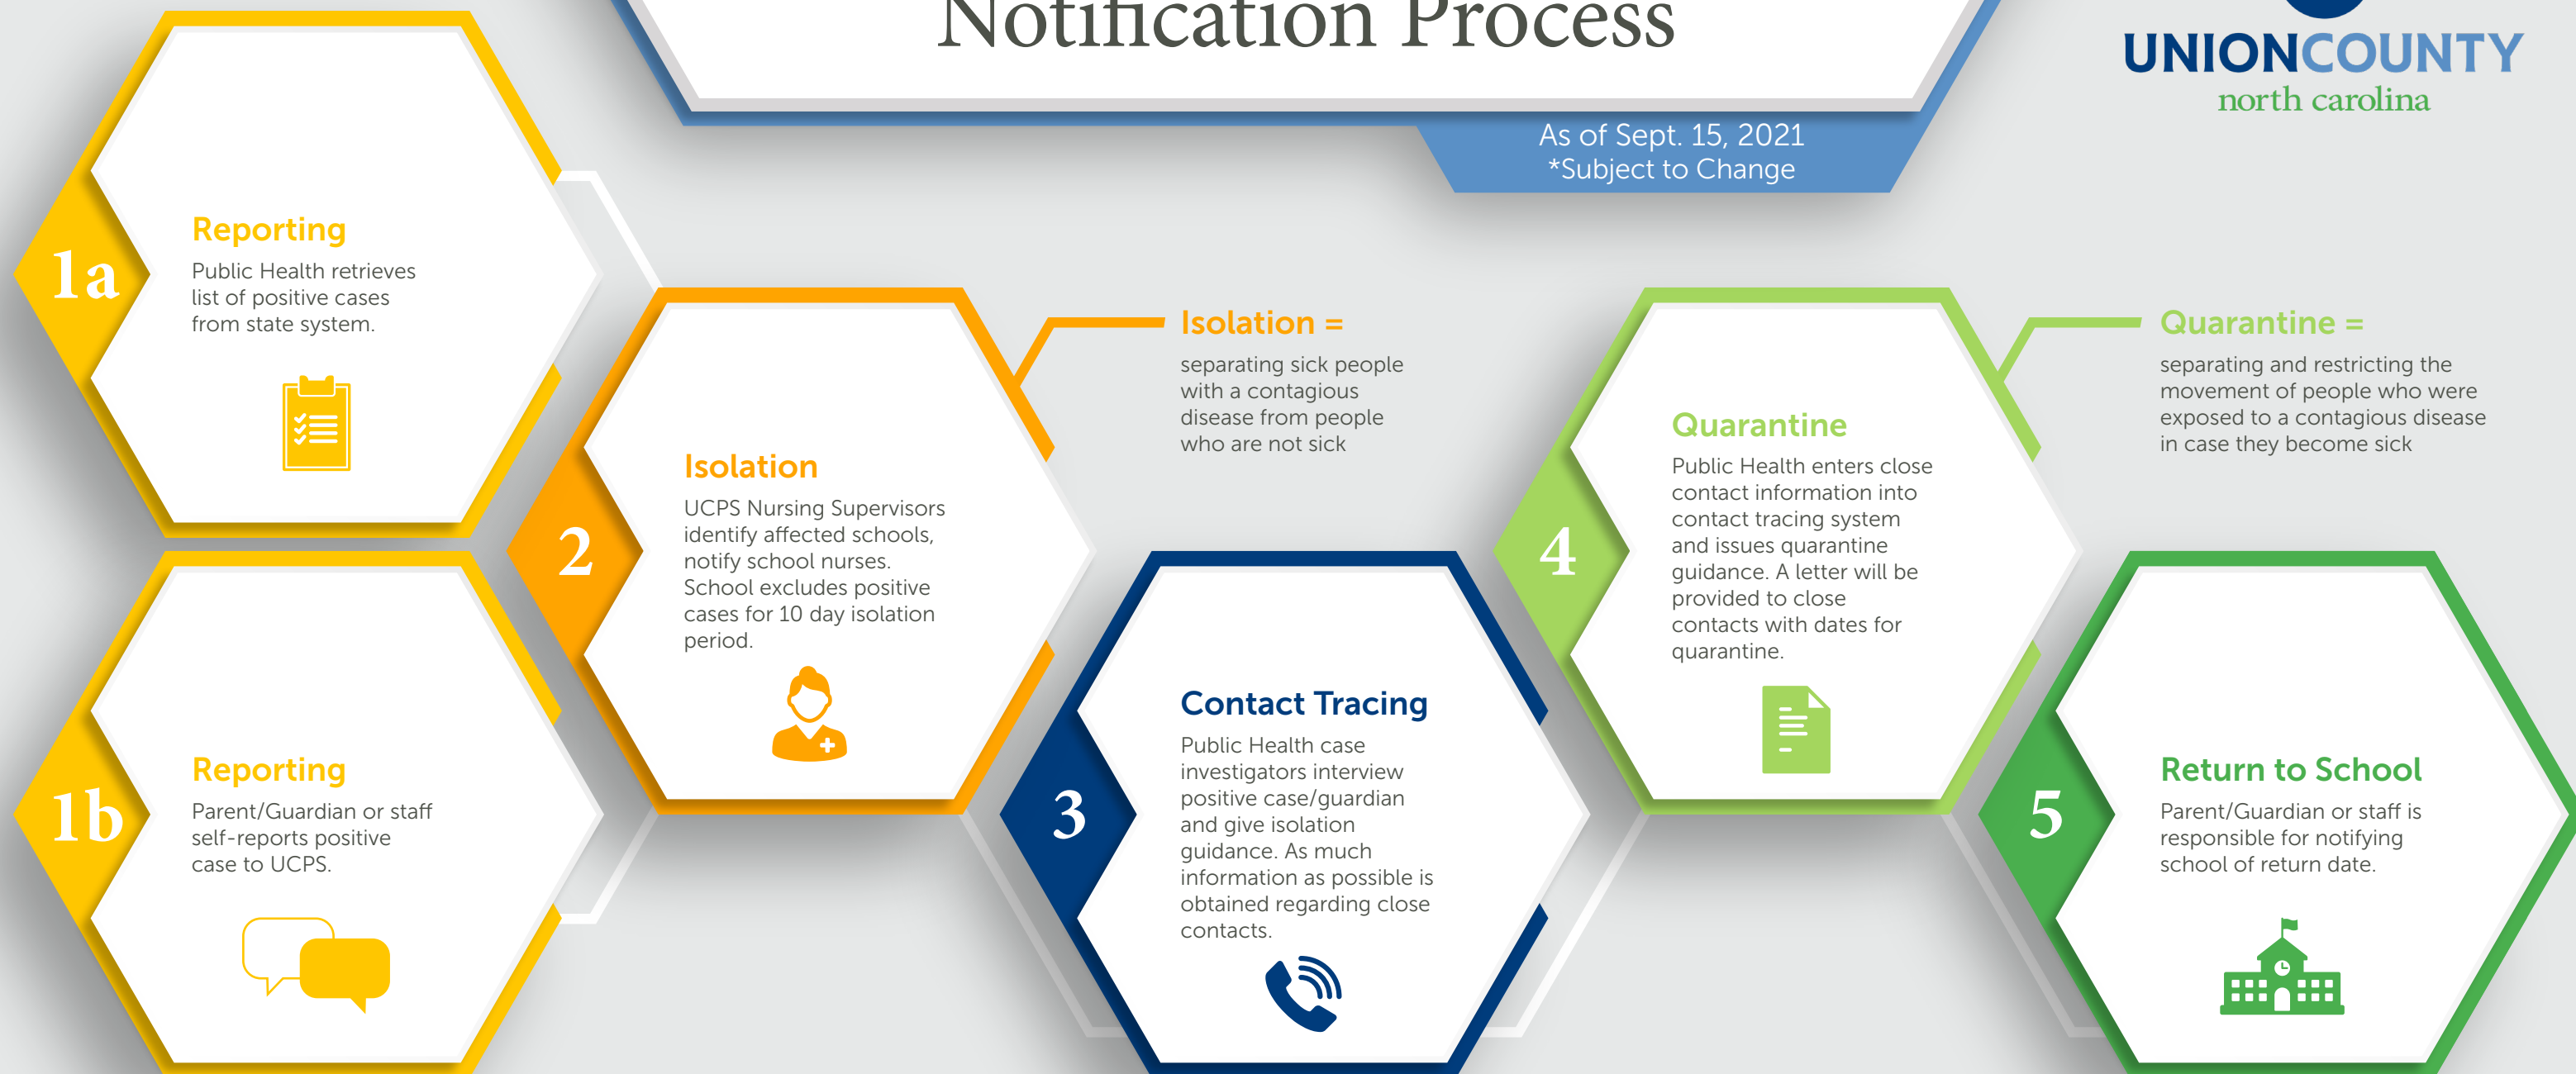 Notification Process
UNIONCOUNTY
north carolina
As of Sept. 15, 2021
*Subject to Change
1a
Reporting
Public Health retrieves
list of positive cases
from state system.
1b
Reporting
Parent/Guardian or staff
self-reports positive
case to UCPS.
2
Isolation
UCPS Nursing Supervisors
identify affected schools,
notify school nurses.
School excludes positive
cases for 10 day isolation
period.
Isolation =
separating sick people
with a contagious
disease from people
who are not sick
3
Contact Tracing
Public Health case
investigators interview
positive case/guardian
and give isolation
guidance. As much
information as possible is
obtained regarding close
contacts.
4
Quarantine
Public Health enters close
contact information into
contact tracing system
and issues quarantine
guidance. A letter will be
provided to close
contacts with dates for
quarantine.
Quarantine =
separating and restricting the
movement of people who were
exposed to a contagious disease
in case they become sick
5
Return to School
Parent/Guardian or staff is
responsible for notifying
school of return date.